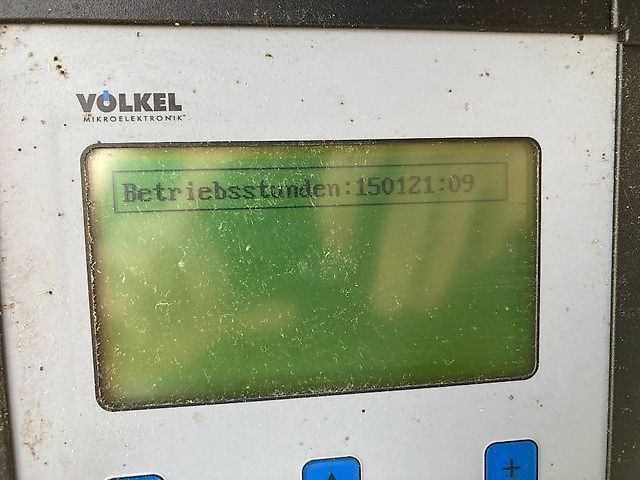 VÖLKEL
MIKROELEKTRONIK
Betriebsstunden:150121:09
+